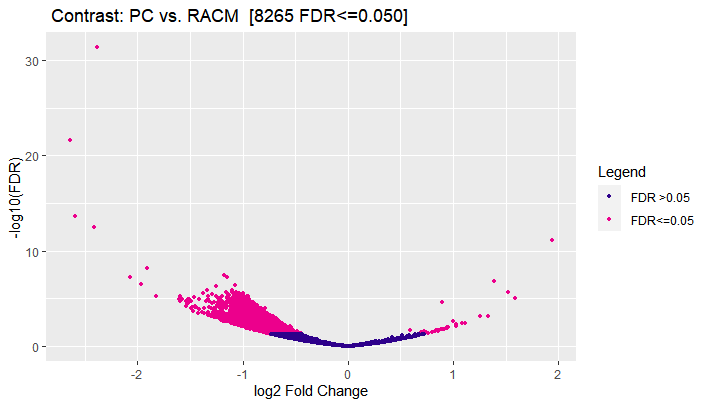 Contrast: PC vs. RACM [8265 FDR<=0.050]
30
20
10
0
-log10(FDR)
-2
-1
0
1
2
log2 Fold Change
Legend
FDR >0.05
FDR<=0.05